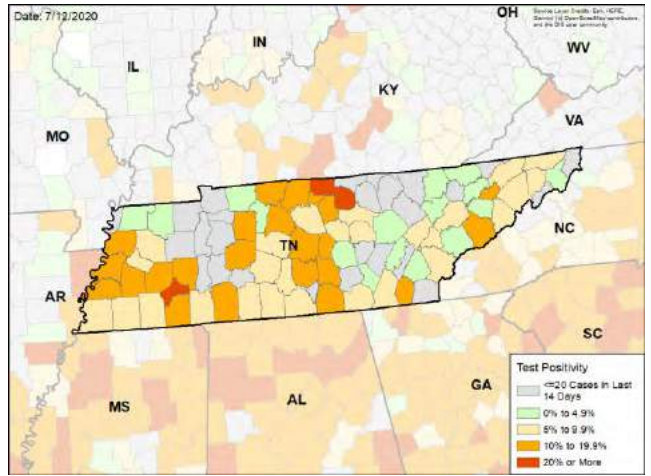 Date: 7/12/2020
OH
IN
WV
IL
KY
MO
VA
TN
NC
AR
SC
MS
AL
GA
Test Positivity
<=20 Cases in Last
14 Days
0% to 4.9%
5% to 9.9%
10% to 19.9%
20% or More